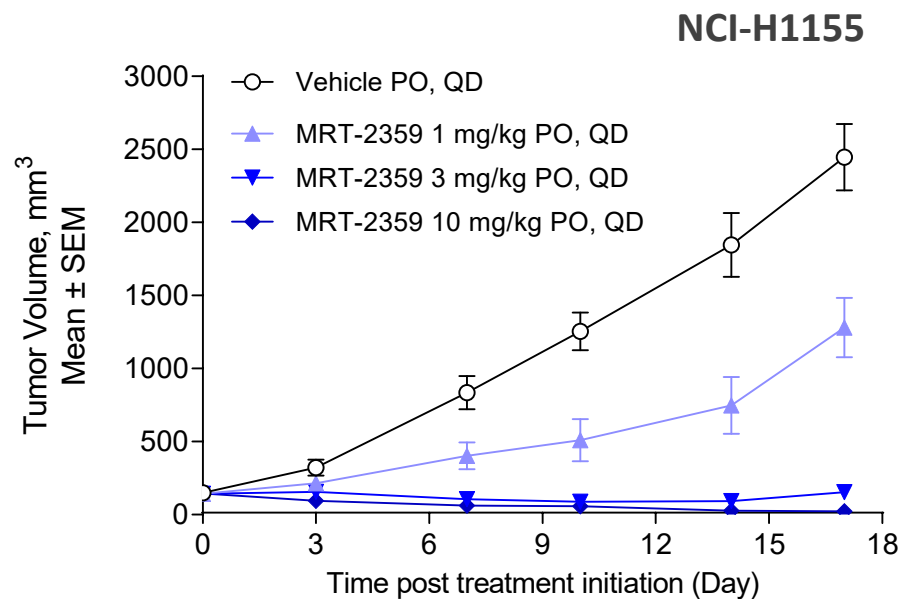 NCI-H1155
Vehicle PO, QD
MRT-2359 1 mg/kg PO, QD
MRT-2359 3 mg/kg PO, QD
MRT-2359 10 mg/kg PO, QD
Tumor Volume, mm³
Mean ± SEM
3000
2500
2000
1500
1000
500
0
0 3 6 9 12 15 18
Time post treatment initiation (Day)